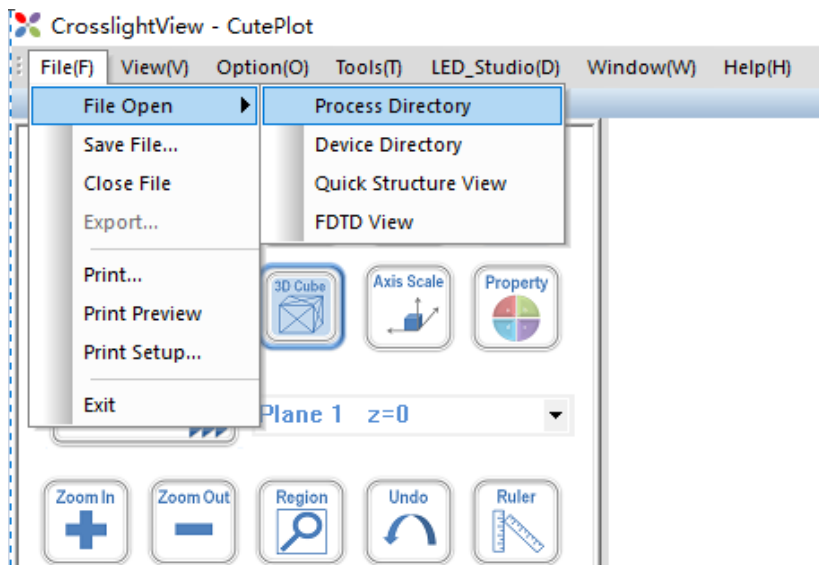 CrosslightView - CutePlot
File(F) View(V) Option(O) Tools(T) LED_Studio(D) Window(W) Help(H)
File Open Process Directory
Save File... Device Directory
Close File Quick Structure View
Export... FDTD View
Print...
3D Cube Axis Scale Property
Print Preview
Print Setup...
Exit
Plane 1 z=0
Zoom In Zoom Out Region Undo Ruler